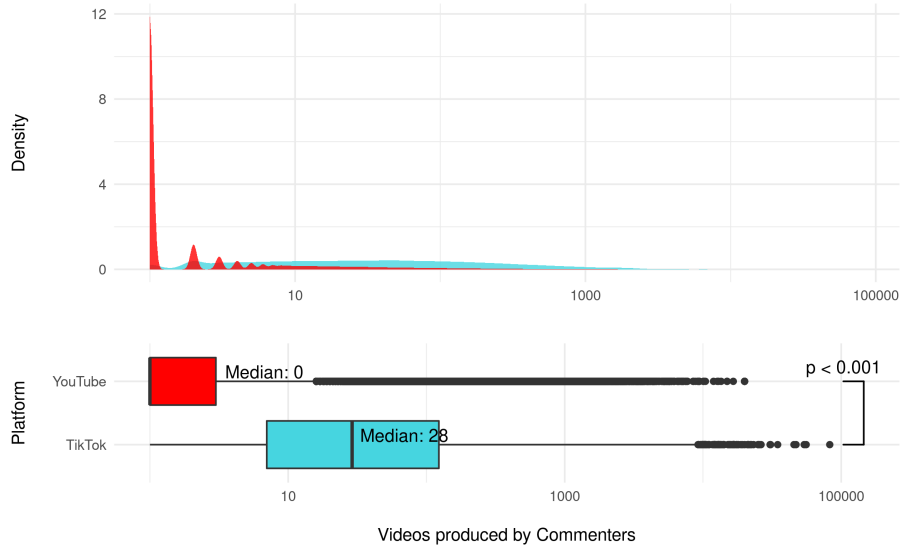 12
8
4
0
Density
10
1000
100000
YouTube
TikTok
Platform
Median: 0
Median: 28
p < 0.001
10
1000
100000
Videos produced by Commenters